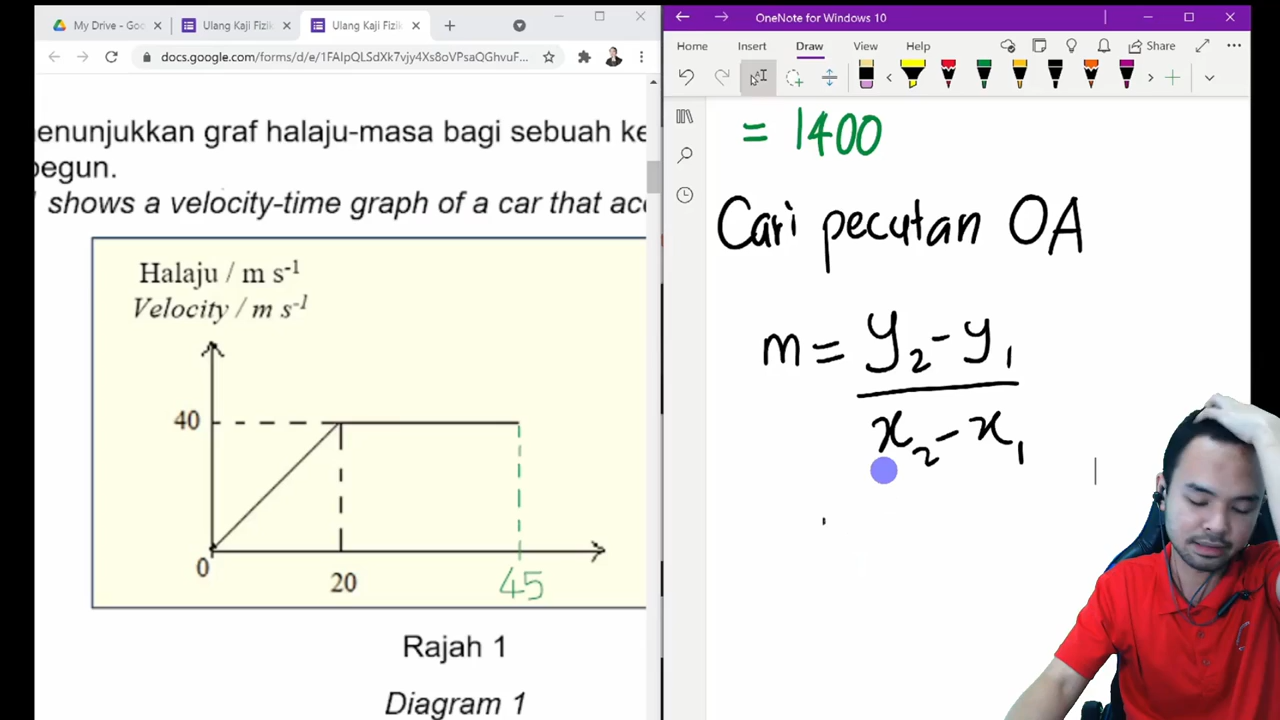 My Drive - Goo
Ulang Kaji Fizik
Ulang Kaji Fizik
docs.google.com/forms/d/e/1FAIpQLSdXk7vjy4Xs8oVPsaQGhvuF...
enunjukkan graf halaju-masa bagi sebuah ke
egun.
shows a velocity-time graph of a car that acc
Halaju / m s⁻¹
Velocity / m s⁻¹
40
0
20
45
Rajah 1
Diagram 1
OneNote for Windows 10
Home Insert Draw View Help Share
= 1400
Cari pecutan OA
m = y₂ - y₁
x₂ - x₁